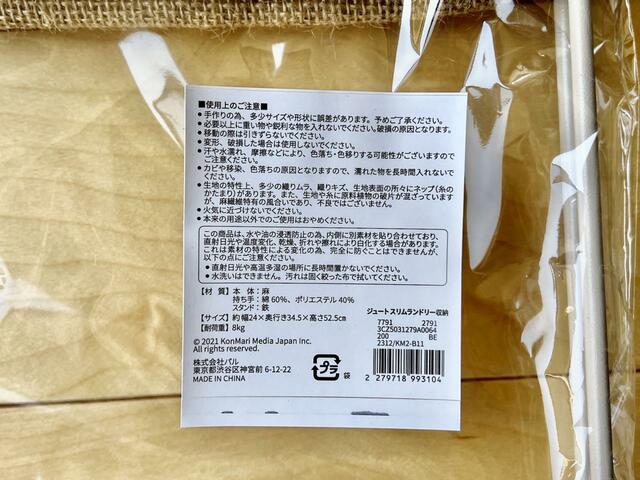 ■使用上のご注意■
●手作りの為、多少サイズや形状に誤差があります。予めご了承ください。
●必要以上に重い物や鋭利な物を入れないでください。破損の原因となります。
●移動の際は引きずらないでください。
●変形、破損した場合は使用しないでください。
●汗や水濡れ、摩擦などにより、色落ち・色移りする可能性がございますので
ご注意ください。
●カビや移染、色落ちの原因となりますので、濡れた物を長時間入れないで
ください。
●生地の特性上、多少の織りムラ、織りキズ、生地表面の所々にネップ(糸の
かたまり)があります。また、生地や糸に原料植物の破片が混ざっています
が、麻繊維特有の風合いであり、不良ではございません。
●火気に近づけないでください。
●本来の用途以外でのご使用はおやめください。
この商品は、水や油の浸透防止の為、内側に別素材を貼り合わせており、
直射日光や温度変化、乾燥、折れや擦れにより白化する場合があります。
これは素材の特性による変化の為、完全に防ぐことはできませんが、
以下の点にご注意ください。
●直射日光や高温多湿の場所に長時間置かないでください。
●水洗いはできません。汚れは固く絞った布で拭いてください。
【材 質】本 体：麻
持ち手：綿 60%、ポリエステル 40%
スタンド：鉄
【サイズ】約 幅24×奥行き34.5×高さ52.5cm
【耐荷重】8kg
© 2021 KonMari Media Japan Inc.
All rights reserved.
株式会社パル
東京都渋谷区神宮前 6-12-22
MADE IN CHINA
プラ
袋
ジュートスリムランドリー収納
7791 2791
3CZ5031279A0064
200 BE
2312/KM2-B11
2 279718 993104